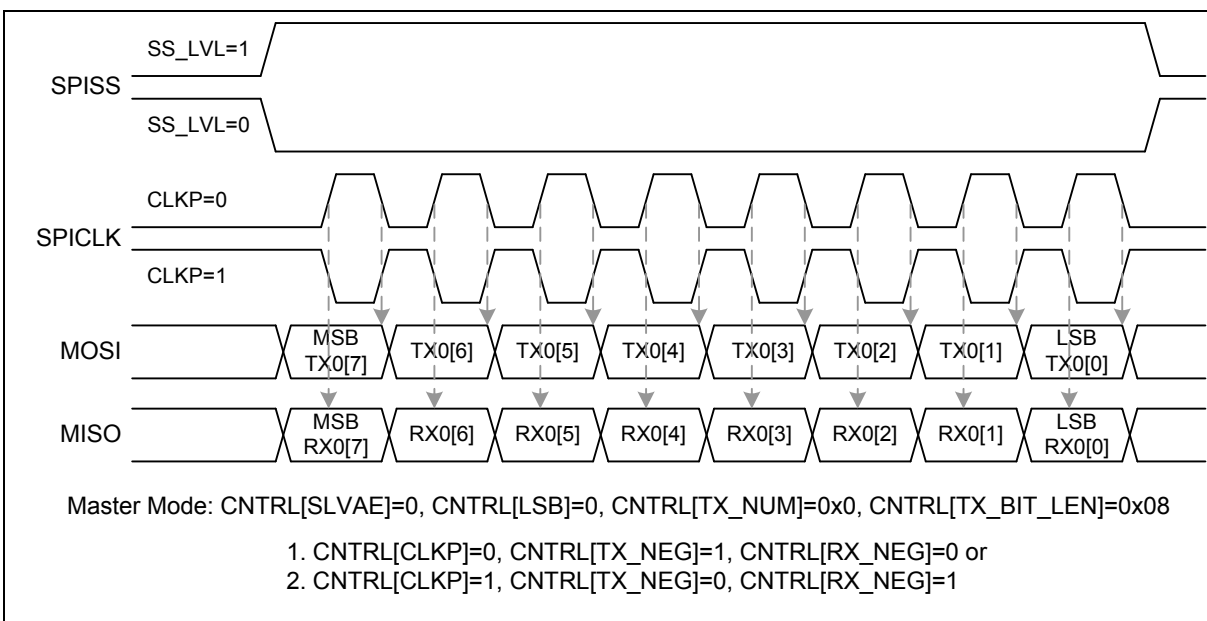 SS_LVL=1
SPISS
SS_LVL=0
CLKP=0
SPICLK
CLKP=1
MOSI
MSB
TX0[7]
TX0[6]
TX0[5]
TX0[4]
TX0[3]
TX0[2]
TX0[1]
LSB
TX0[0]
MISO
MSB
RX0[7]
RX0[6]
RX0[5]
RX0[4]
RX0[3]
RX0[2]
RX0[1]
LSB
RX0[0]
Master Mode: CNTRL[SLVAE]=0, CNTRL[LSB]=0, CNTRL[TX_NUM]=0x0, CNTRL[TX_BIT_LEN]=0x08
1. CNTRL[CLKP]=0, CNTRL[TX_NEG]=1, CNTRL[RX_NEG]=0 or
2. CNTRL[CLKP]=1, CNTRL[TX_NEG]=0, CNTRL[RX_NEG]=1